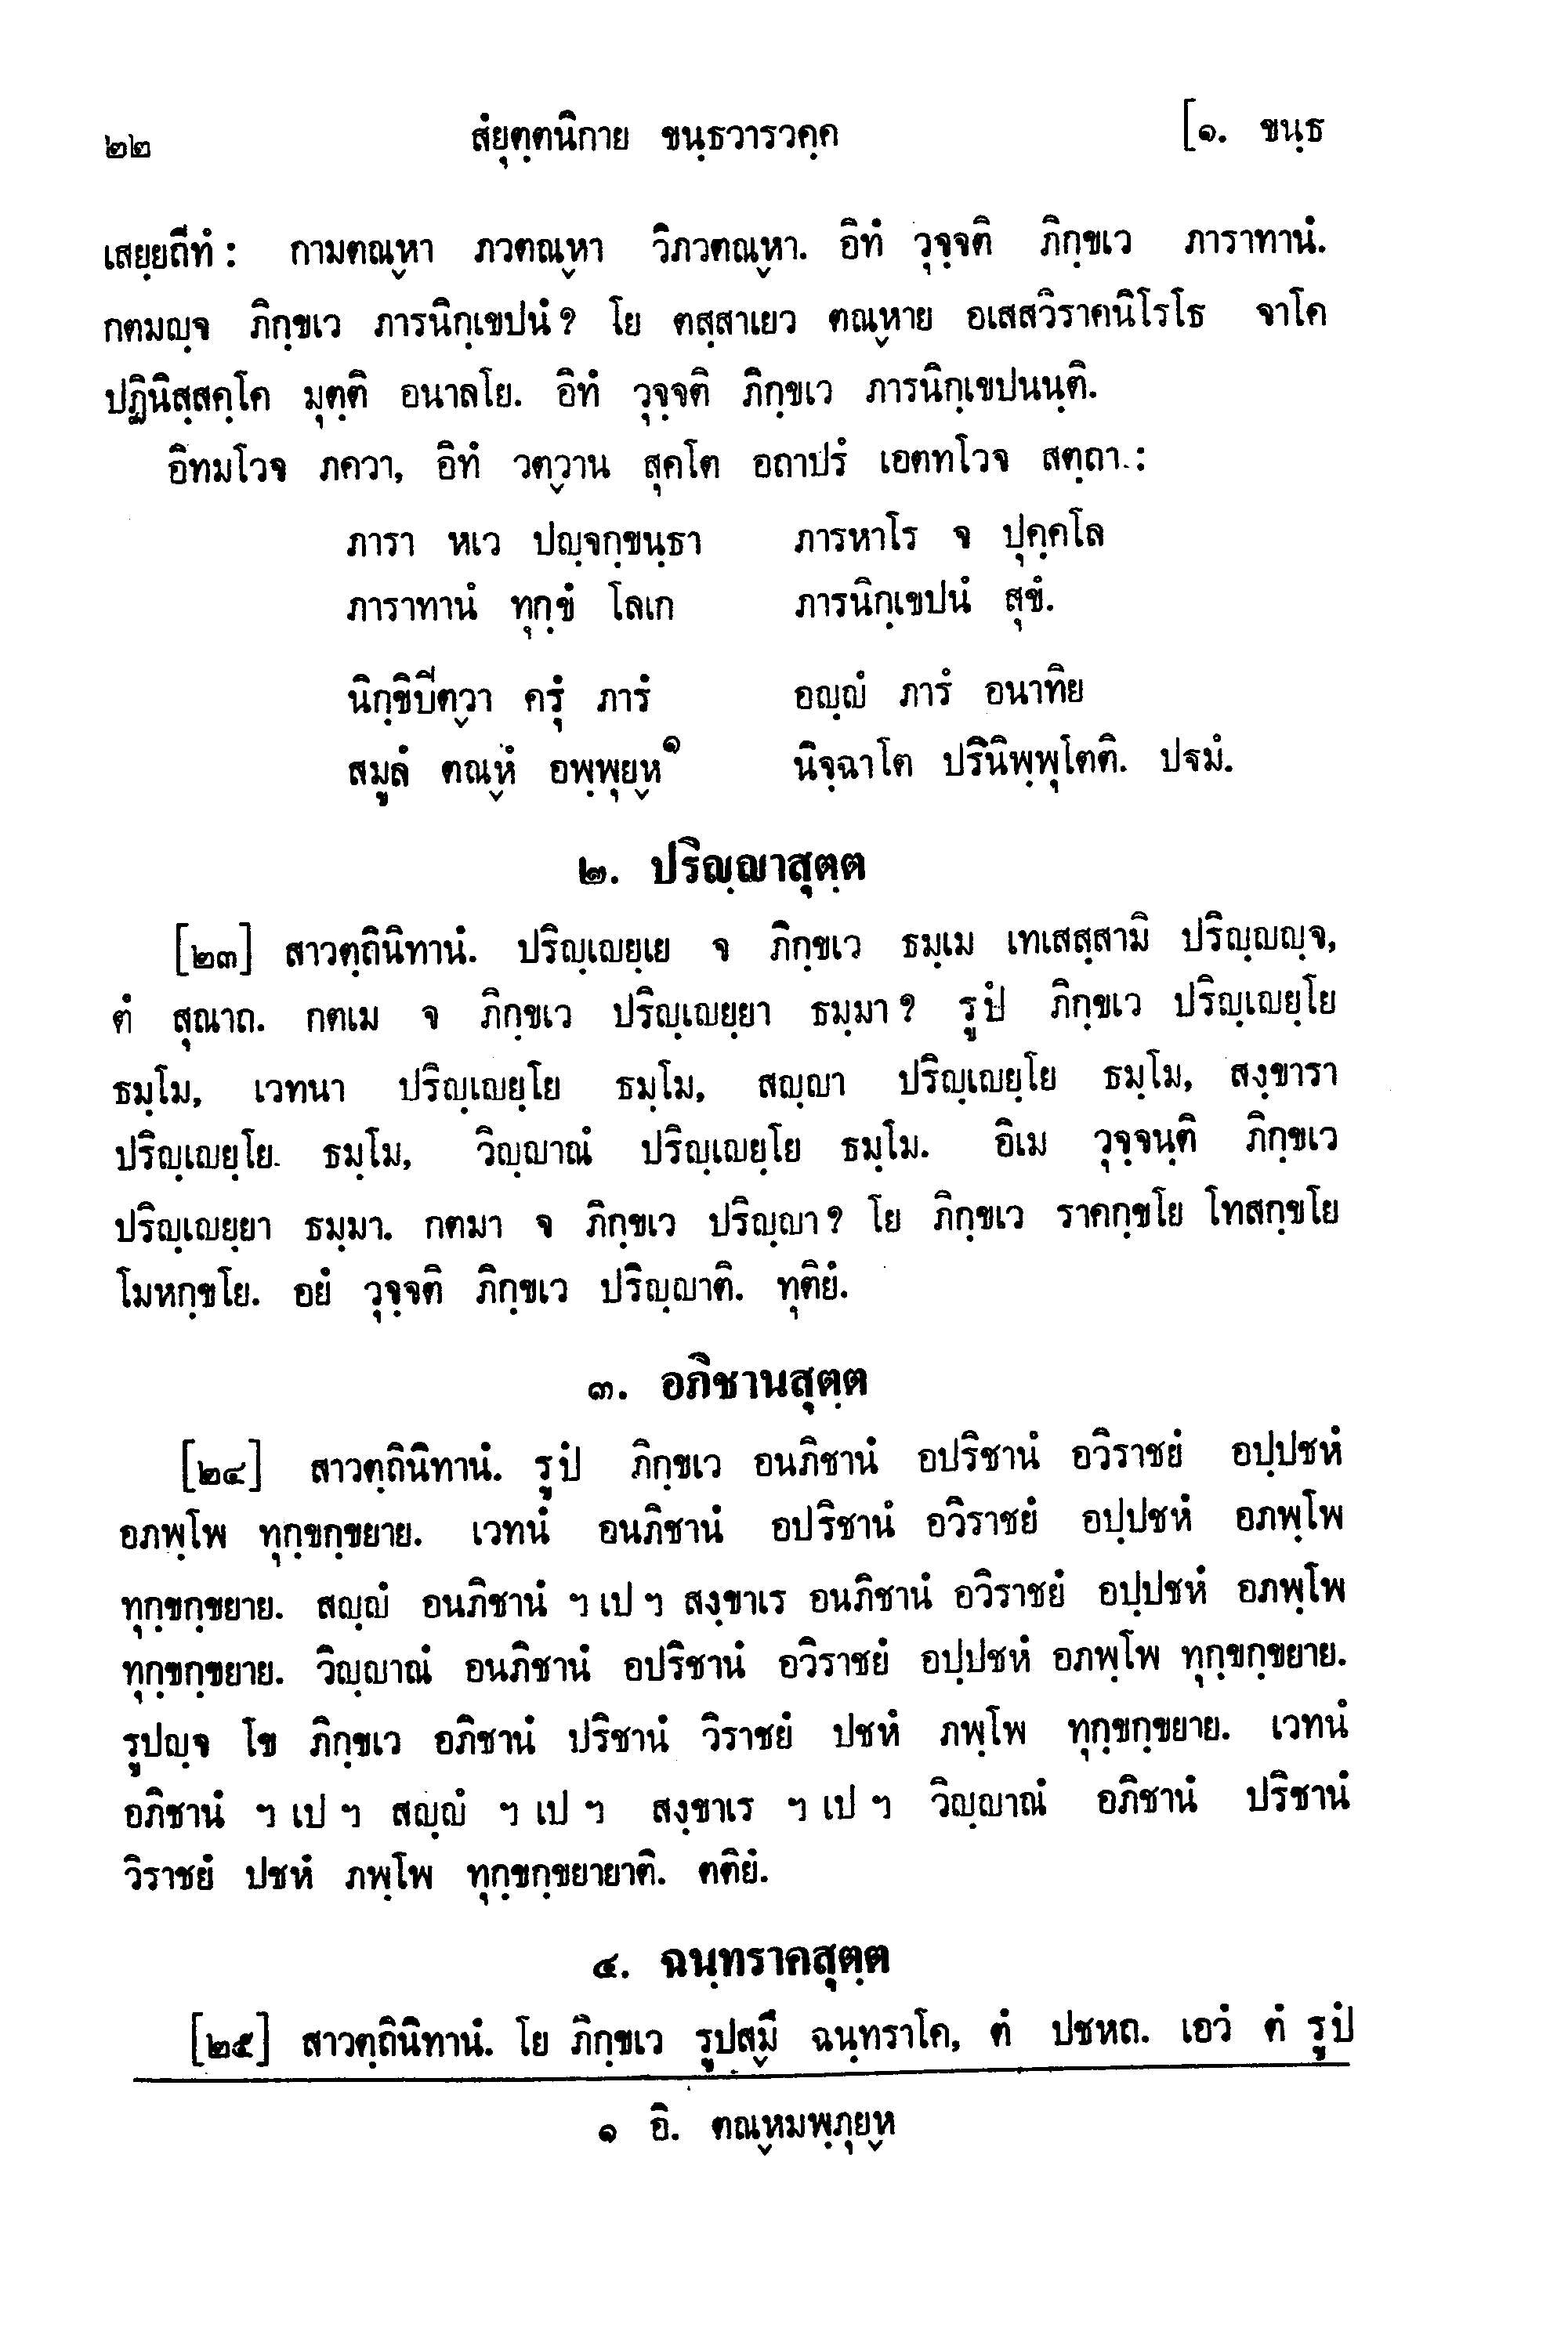 ๒๒ สํยุตฺตนิกาย ขนฺธวารวคฺค [๑. ขนฺธ
เสยฺยถีทํ : กามตณฺหา ภวตณฺหา วิภวตณฺหา. อิทํ วุจฺจติ ภิกฺขเว ภาราทานํ.
กตมญฺจ ภิกฺขเว ภารนิกฺเขปนํ ? โย ตสฺสาเยว ตณฺหาย อเสสวิราคนิโรโธ จาโค
ปฏินิสฺสคฺโค มุตฺติ อนาลโย. อิทํ วุจฺจติ ภิกฺขเว ภารนิกฺเขปนนฺติ.
อิทมโวจ ภควา, อิทํ วตฺวาน สุคโต อถาปรํ เอตทโวจ สตฺถา :
ภารา หเว ปญฺจกฺขนฺธา ภารหาโร จ ปุคฺคโล
ภาราทานํ ทุกฺขํ โลเก ภารนิกฺเขปนํ สุขํ.
นิกฺขิปิตฺวา ครุํ ภารํ อญฺญํ ภารํ อนาทิย
สมูลํ ตณฺหํ อพฺพุยฺห๑ นิจฺฉาโต ปรินิพฺพุโตติ. ปฐมํ.
๒. ปริญฺญาสุตฺต
[๒๓] สาวตฺถินิทานํ. ปริญฺเญยฺเย จ ภิกฺขเว ธมฺเม เทเสสฺสามิ ปริญฺญญฺจ,
ตํ สุณาถ. กตเม จ ภิกฺขเว ปริญฺเญยฺยา ธมฺมา ? รูปํ ภิกฺขเว ปริญฺเญยฺโย
ธมฺโม, เวทนา ปริญฺเญยฺโย ธมฺโม, สญฺญา ปริญฺเญยฺโย ธมฺโม, สงฺขารา
ปริญฺเญยฺโย ธมฺโม, วิญฺญาณํ ปริญฺเญยฺโย ธมฺโม. อิเม วุจฺจนฺติ ภิกฺขเว
ปริญฺเญยฺยา ธมฺมา. กตมา จ ภิกฺขเว ปริญฺญา ? โย ภิกฺขเว ราคกฺขโย โทสกฺขโย
โมหกฺขโย. อยํ วุจฺจติ ภิกฺขเว ปริญฺญาติ. ทุติยํ.
๓. อภิชานสุตฺต
[๒๔] สาวตฺถินิทานํ. รูปํ ภิกฺขเว อนภิชานํ อปริชานํ อวิราชยํ อปฺปชหํ
อภพฺโพ ทุกฺขกฺขยาย. เวทนํ อนภิชานํ อปริชานํ อวิราชยํ อปฺปชหํ อภพฺโพ
ทุกฺขกฺขยาย. สญฺญํ อนภิชานํ ฯ เป ฯ สงฺขาเร อนภิชานํ อวิราชยํ อปฺปชหํ อภพฺโพ
ทุกฺขกฺขยาย. วิญฺญาณํ อนภิชานํ อปริชานํ อวิราชยํ อปฺปชหํ อภพฺโพ ทุกฺขกฺขยาย.
รูปญฺจ โข ภิกฺขเว อภิชานํ ปริชานํ วิราชยํ ปชหํ ภพฺโพ ทุกฺขกฺขยาย. เวทนํ
อภิชานํ ฯ เป ฯ สญฺญํ ฯ เป ฯ สงฺขาเร ฯ เป ฯ วิญฺญาณํ อภิชานํ ปริชานํ
วิราชยํ ปชหํ ภพฺโพ ทุกฺขกฺขยายาติ. ตติยํ.
๔. ฉนฺทราคสุตฺต
[๒๕] สาวตฺถินิทานํ. โย ภิกฺขเว รูปสฺมึ ฉนฺทราโค, ตํ ปชหถ. เอวํ ตํ รูปํ
๑ อิ. ตณฺหมพฺภุยฺห